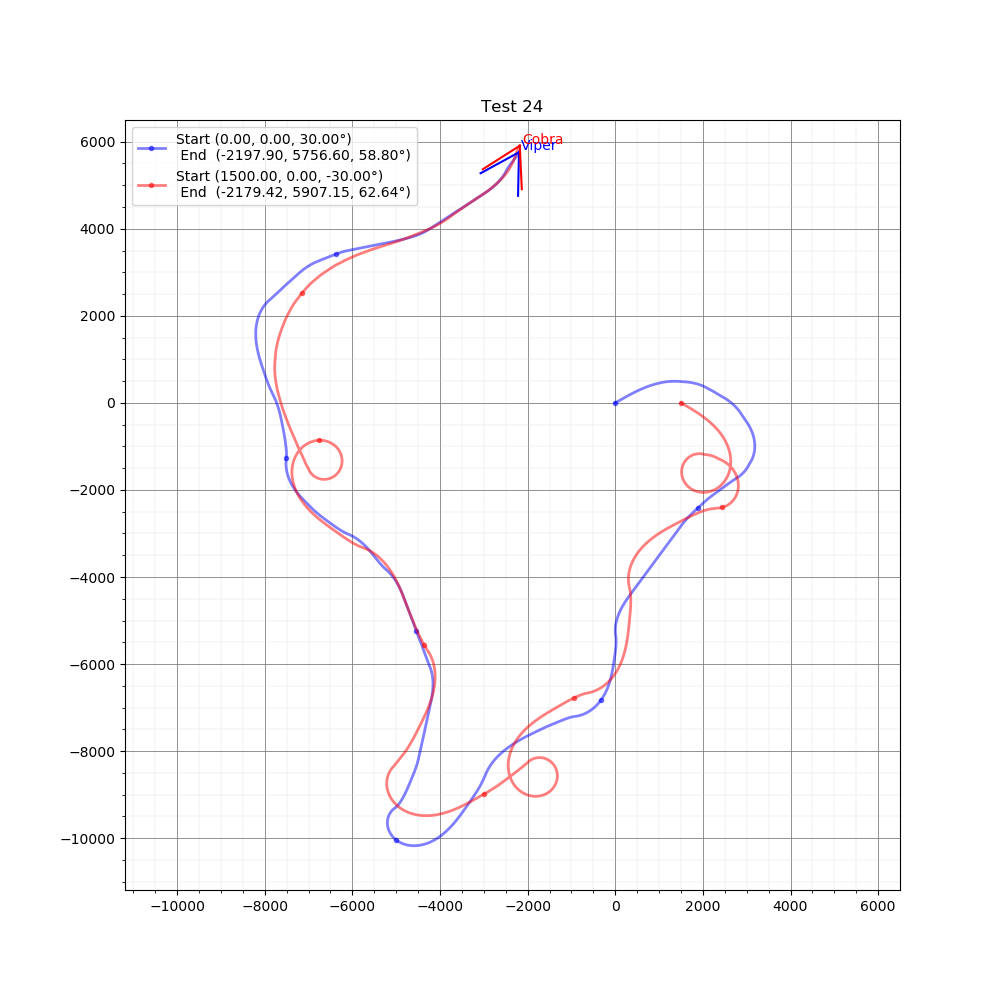 Test 24
Start (0.00, 0.00, 30.00°)
End (-2197.90, 5756.60, 58.80°)
Start (1500.00, 0.00, -30.00°)
End (-2179.42, 5907.15, 62.64°)
Cobra
Viper
6000
4000
2000
0
−2000
−4000
−6000
−8000
−10000
−10000 −8000 −6000 −4000 −2000 0 2000 4000 6000